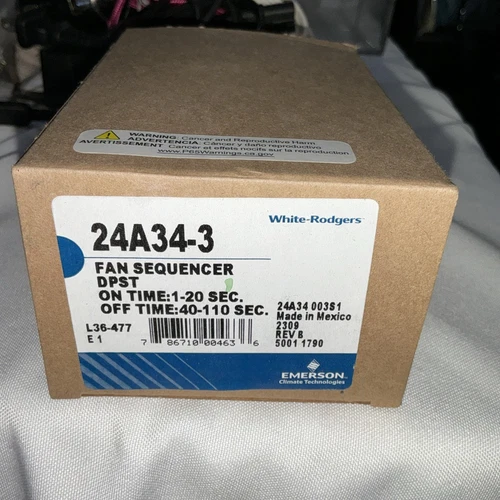 WARNING: Cancer and Reproductive Harm
ADVERTENCIA: Cáncer y daño reproductivo
AVERTISSEMENT: Cancer et effets nocifs sur la reproduction
www.P65Warnings.ca.gov
White-Rodgers
24A34-3
FAN SEQUENCER
DPST
ON TIME:1-20 SEC.
OFF TIME:40-110 SEC.
24A34 003S1
Made in Mexico
2309
REV B
5001 1790
L36-477
E 1
7 86710 00463 6
EMERSON
Climate Technologies